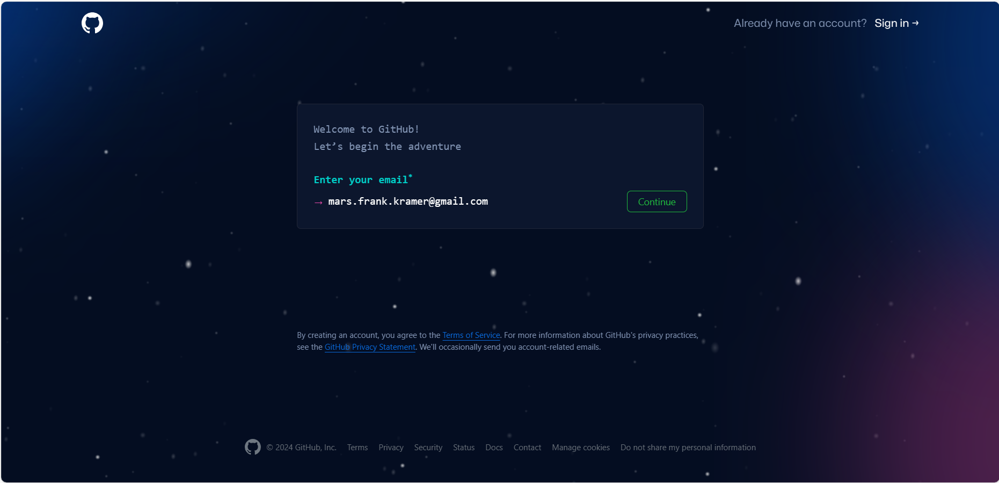 Already have an account? Sign in →
Welcome to GitHub!
Let’s begin the adventure
Enter your email*
→ mars.frank.kramer@gmail.com
Continue
By creating an account, you agree to the Terms of Service. For more information about GitHub's privacy practices,
see the GitHub Privacy Statement. We'll occasionally send you account-related emails.
© 2024 GitHub, Inc. Terms Privacy Security Status Docs Contact Manage cookies Do not share my personal information